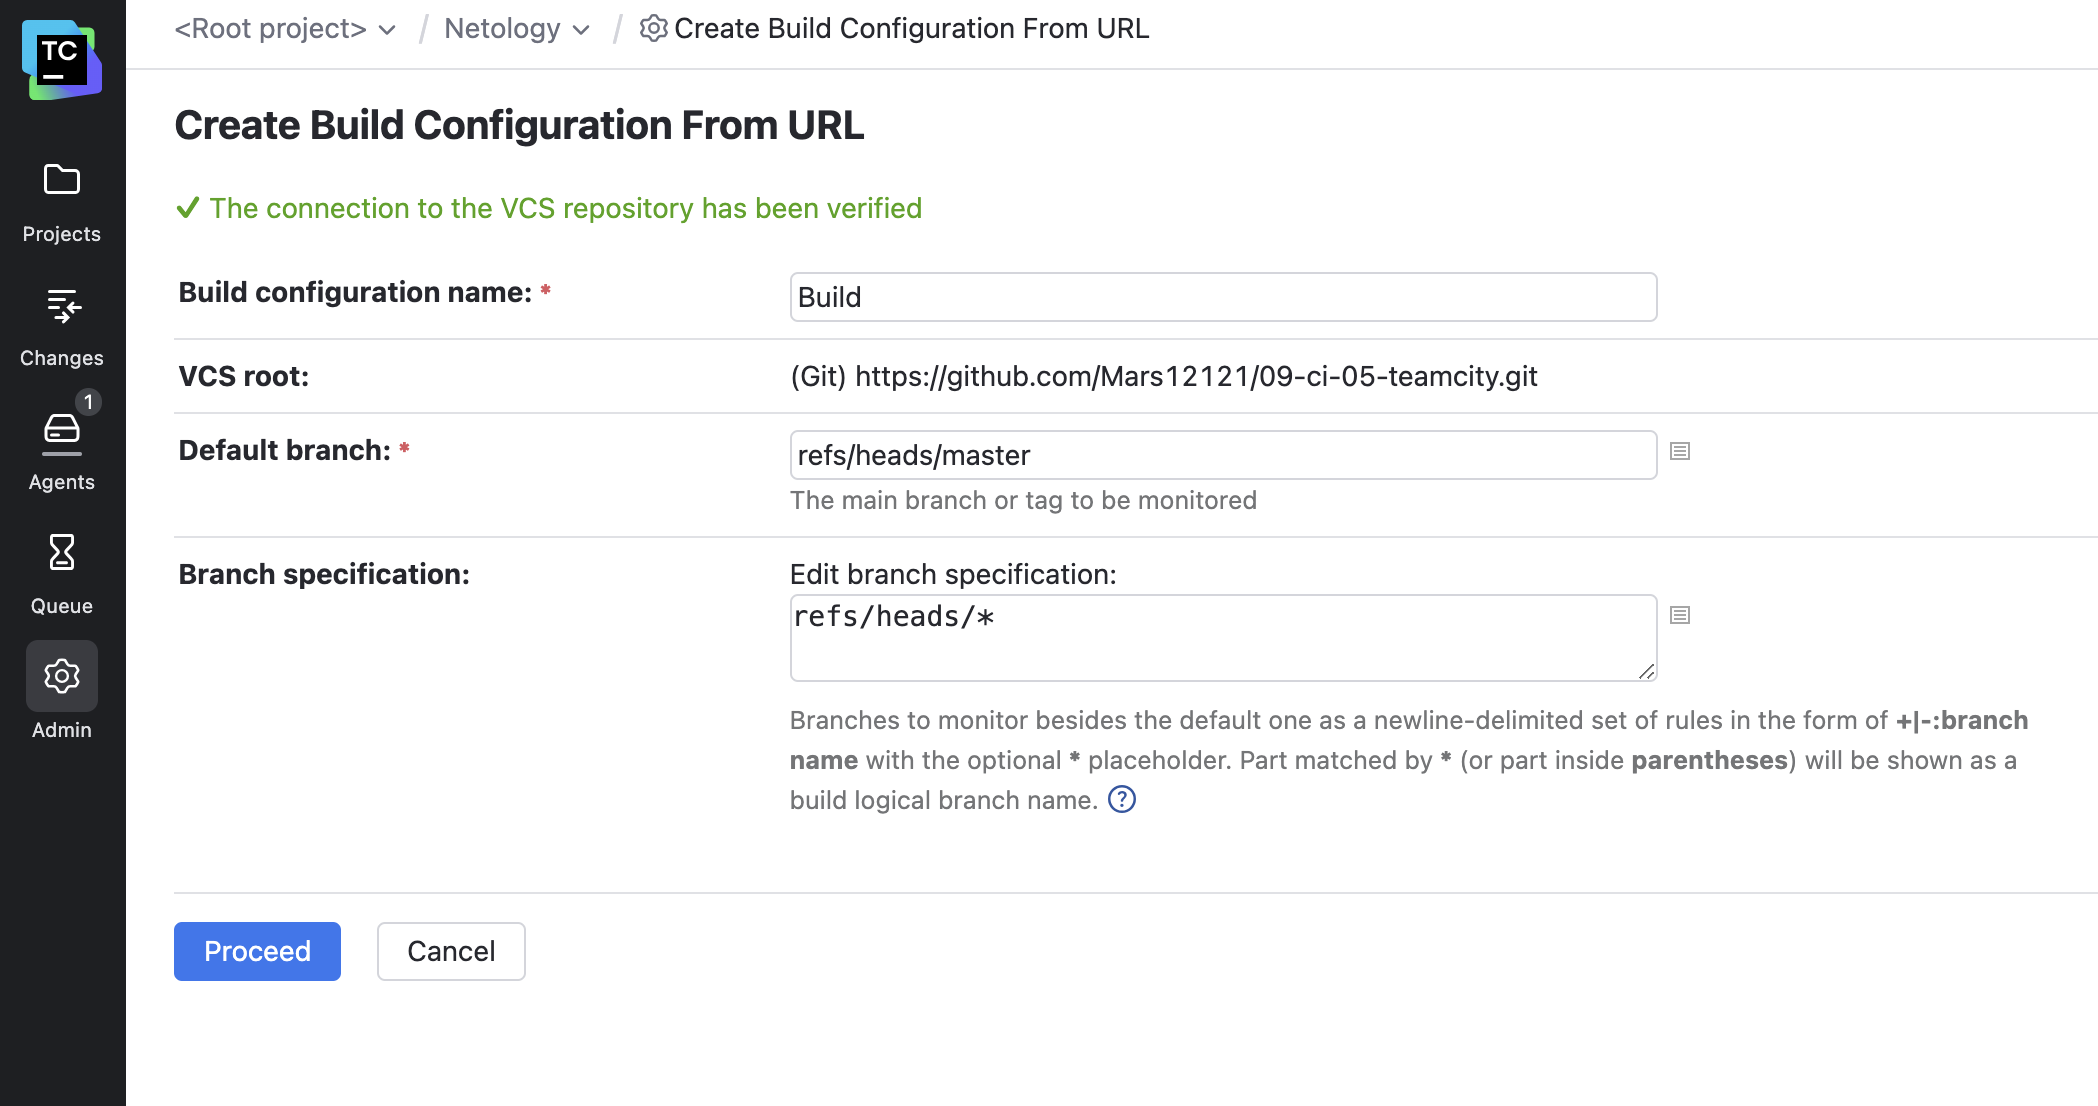 TC
<Root project> / Netology / Create Build Configuration From URL
Create Build Configuration From URL
The connection to the VCS repository has been verified
Projects
Changes
1
Agents
Queue
Admin
Build configuration name: *
Build
VCS root:
(Git) https://github.com/Mars12121/09-ci-05-teamcity.git
Default branch: *
refs/heads/master
The main branch or tag to be monitored
Branch specification:
Edit branch specification:
refs/heads/*
Branches to monitor besides the default one as a newline-delimited set of rules in the form of +|-:branch
name with the optional * placeholder. Part matched by * (or part inside parentheses) will be shown as a
build logical branch name. ?
Proceed
Cancel